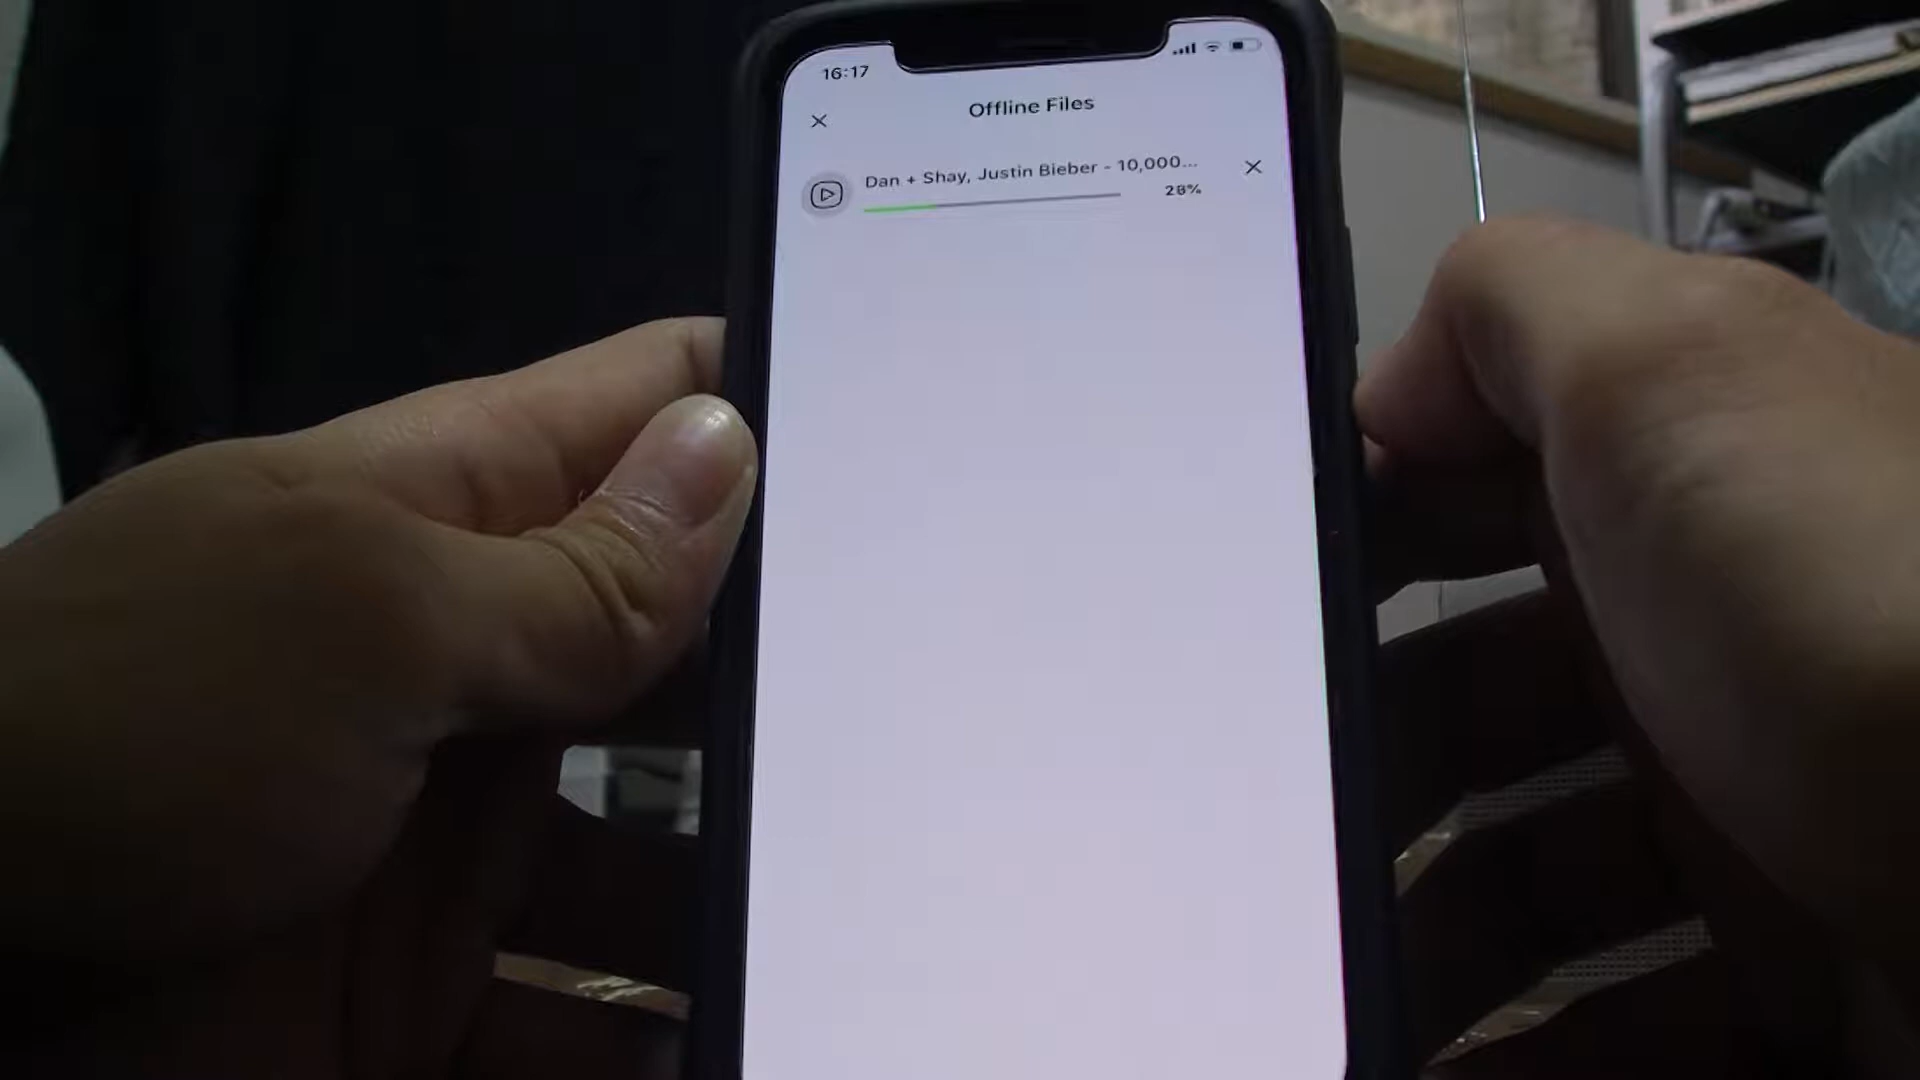 16:17
Offline Files
Dan + Shay, Justin Bieber - 10,000...
28%